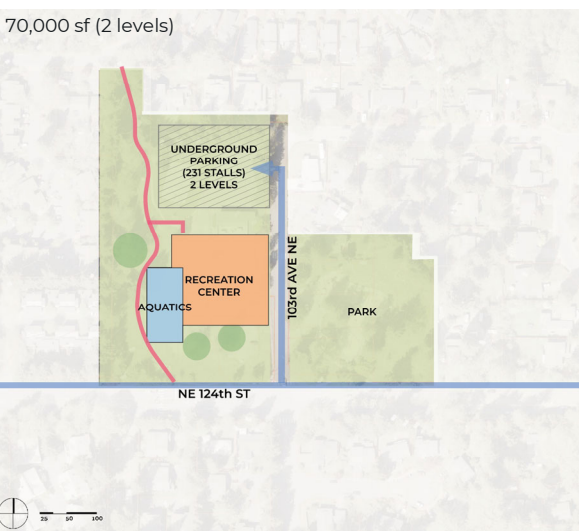 70,000 sf (2 levels)
UNDERGROUND
PARKING
(231 STALLS)
2 LEVELS
103rd AVE NE
RECREATION
CENTER
AQUATICS
PARK
NE 124th ST
25 50 100